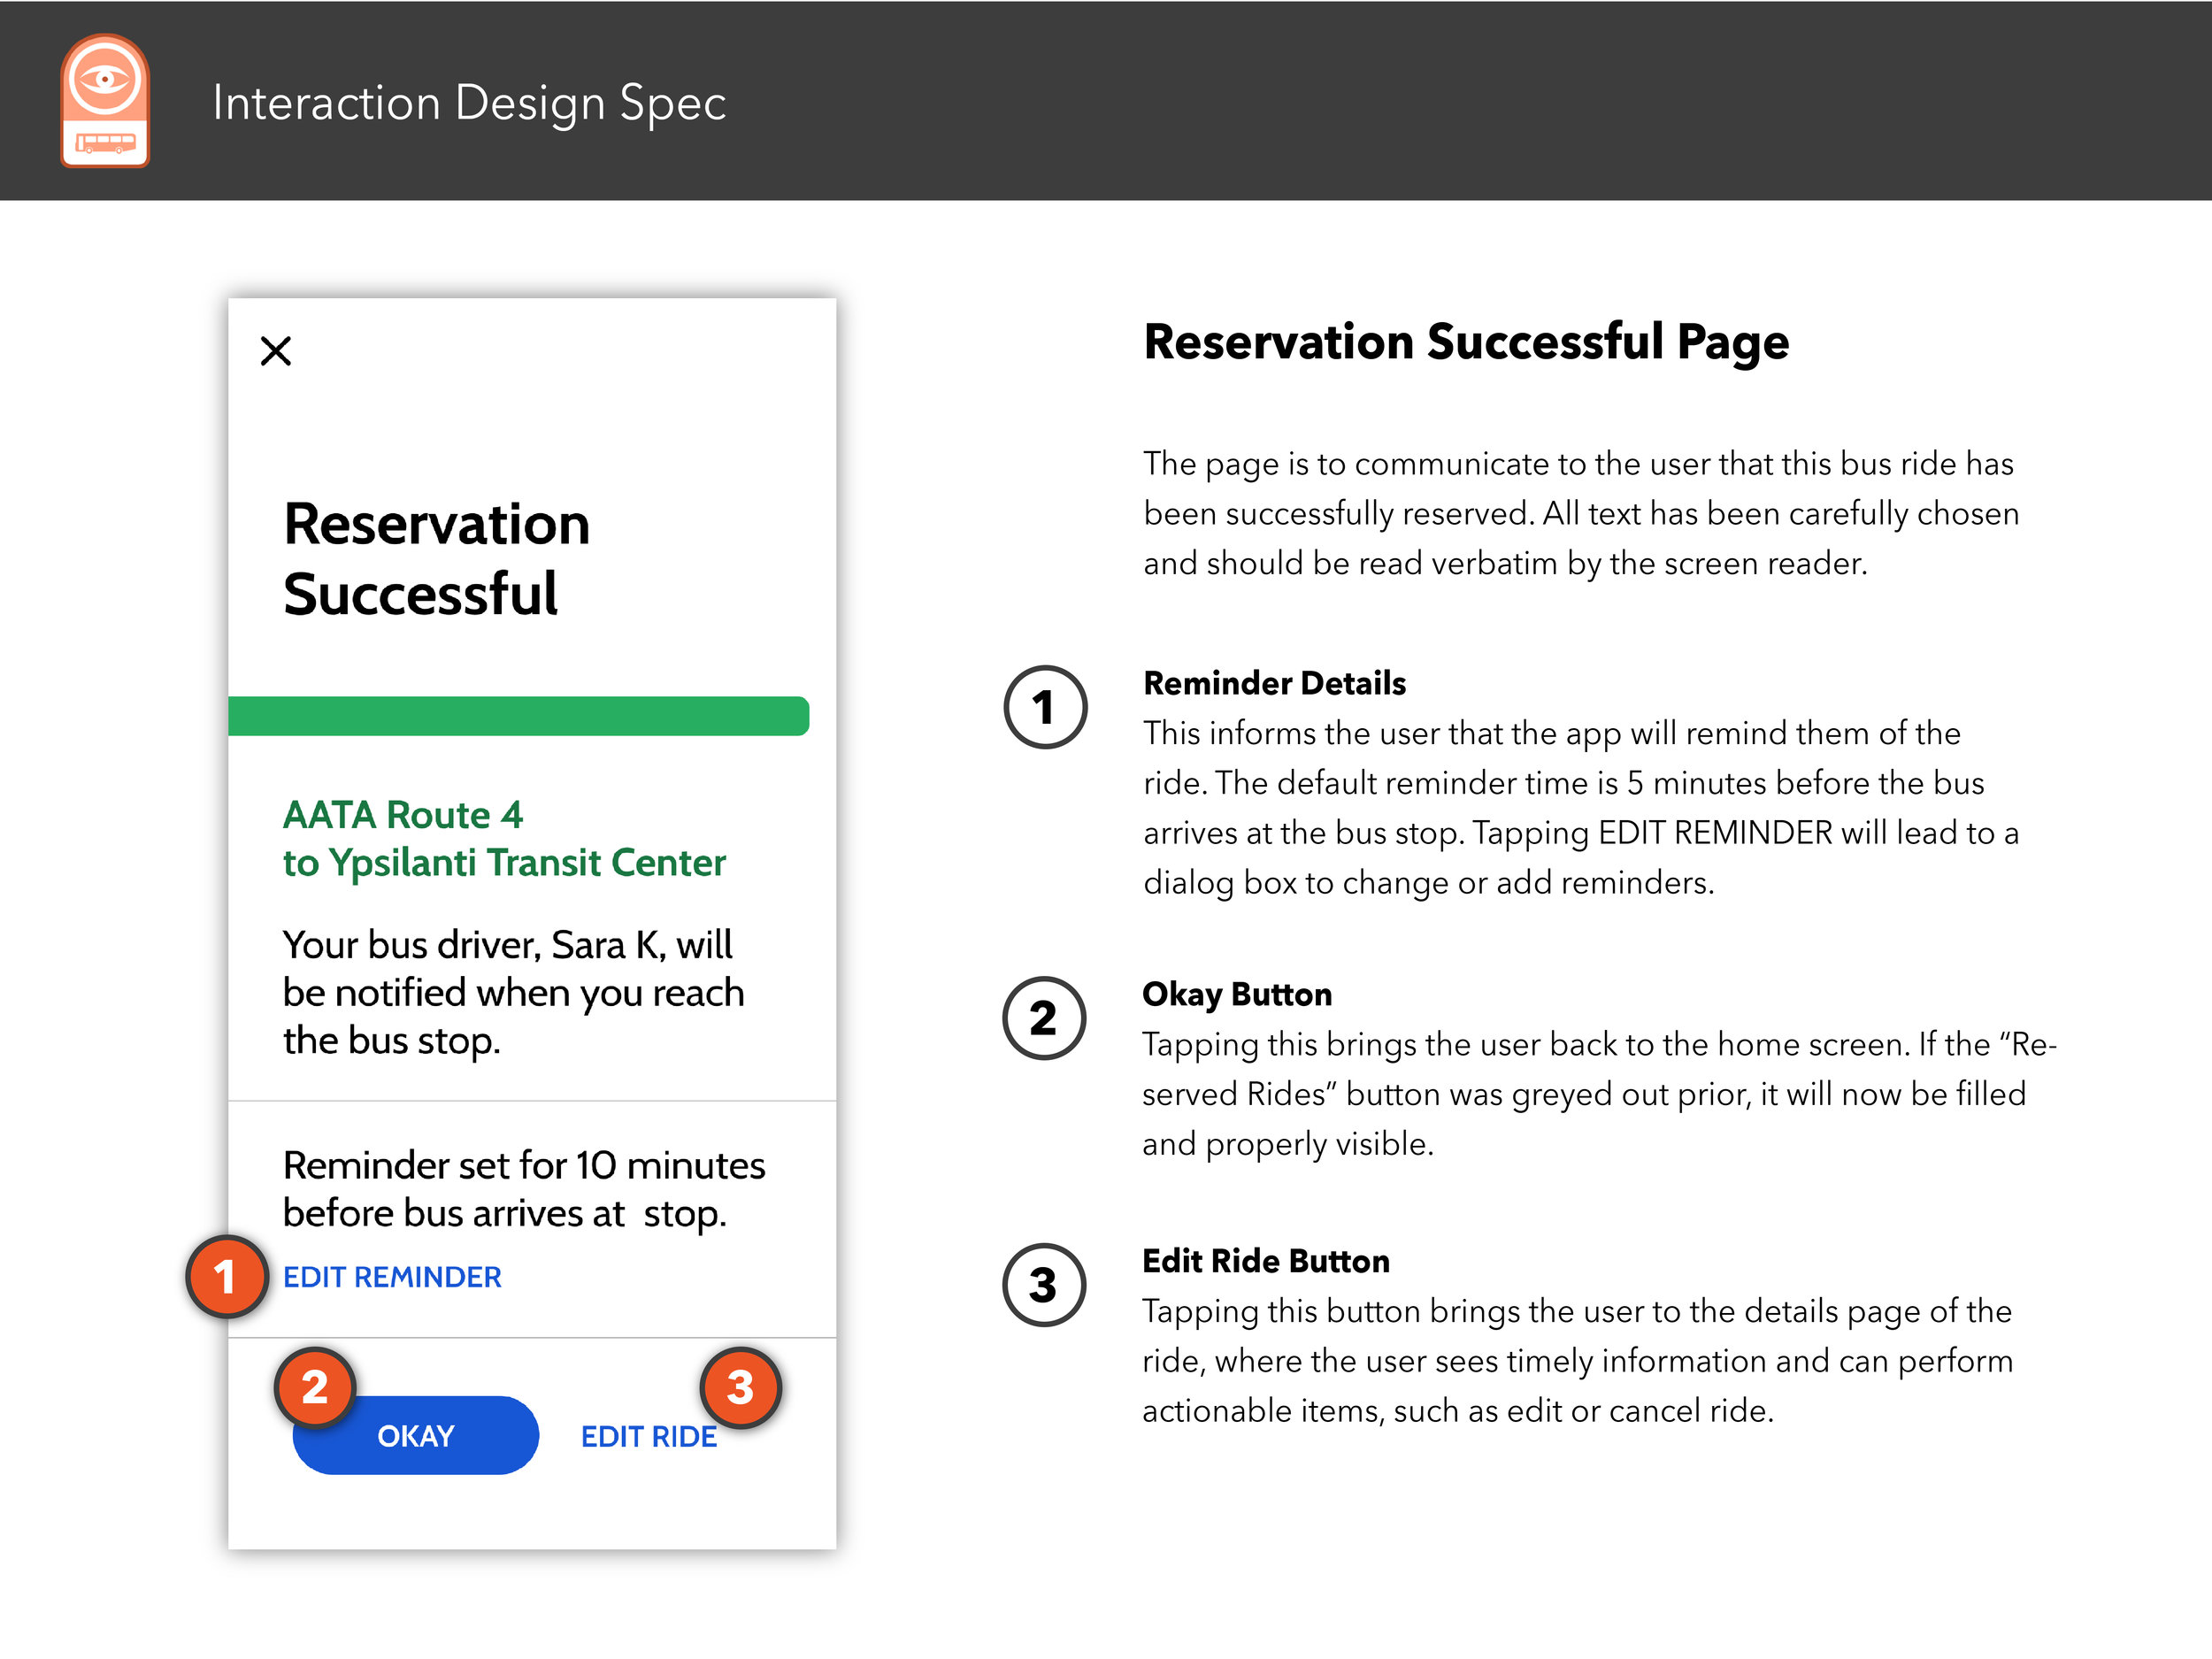 Interaction Design Spec
Reservation
Successful
AATA Route 4
to Ypsilanti Transit Center
Your bus driver, Sara K, will
be notified when you reach
the bus stop.
Reminder set for 10 minutes
before bus arrives at  stop.
1
EDIT REMINDER
2
3
OKAY
EDIT RIDE
Reservation Successful Page
The page is to communicate to the user that this bus ride has
been successfully reserved. All text has been carefully chosen
and should be read verbatim by the screen reader.
1
Reminder Details
This informs the user that the app will remind them of the
ride. The default reminder time is 5 minutes before the bus
arrives at the bus stop. Tapping EDIT REMINDER will lead to a
dialog box to change or add reminders.
2
Okay Button
Tapping this brings the user back to the home screen. If the “Re-
served Rides” button was greyed out prior, it will now be filled
and properly visible.
3
Edit Ride Button
Tapping this button brings the user to the details page of the
ride, where the user sees timely information and can perform
actionable items, such as edit or cancel ride.